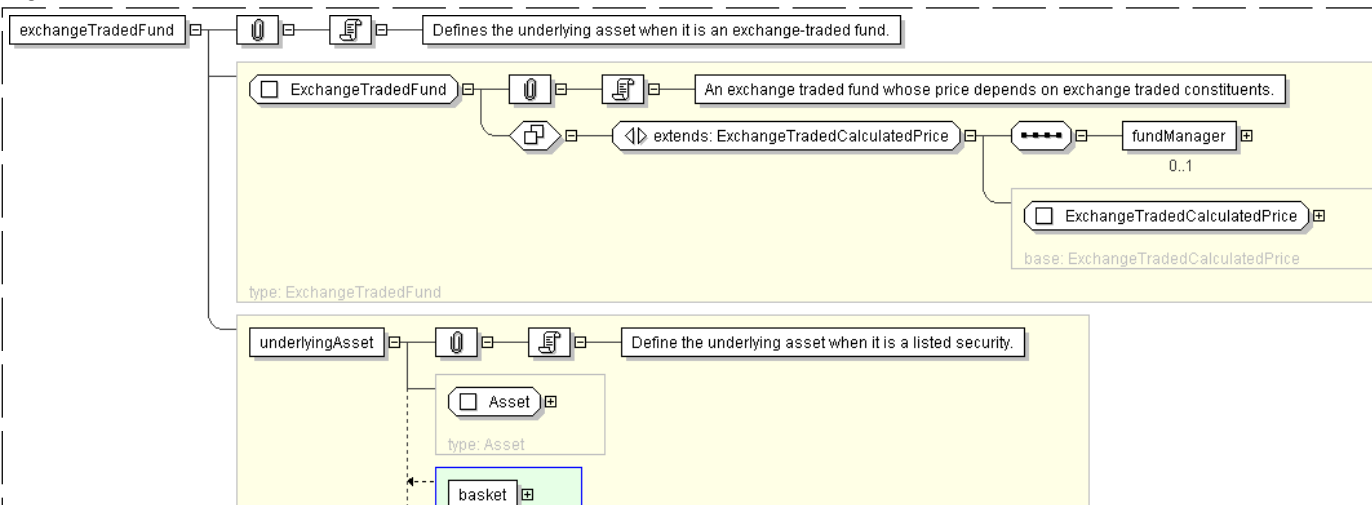 exchangeTradedFund
Defines the underlying asset when it is an exchange-traded fund.
ExchangeTradedFund
An exchange traded fund whose price depends on exchange traded constituents.
extends: ExchangeTradedCalculatedPrice
fundManager
0..1
ExchangeTradedCalculatedPrice
base: ExchangeTradedCalculatedPrice
type: ExchangeTradedFund
underlyingAsset
Define the underlying asset when it is a listed security.
Asset
type: Asset
basket